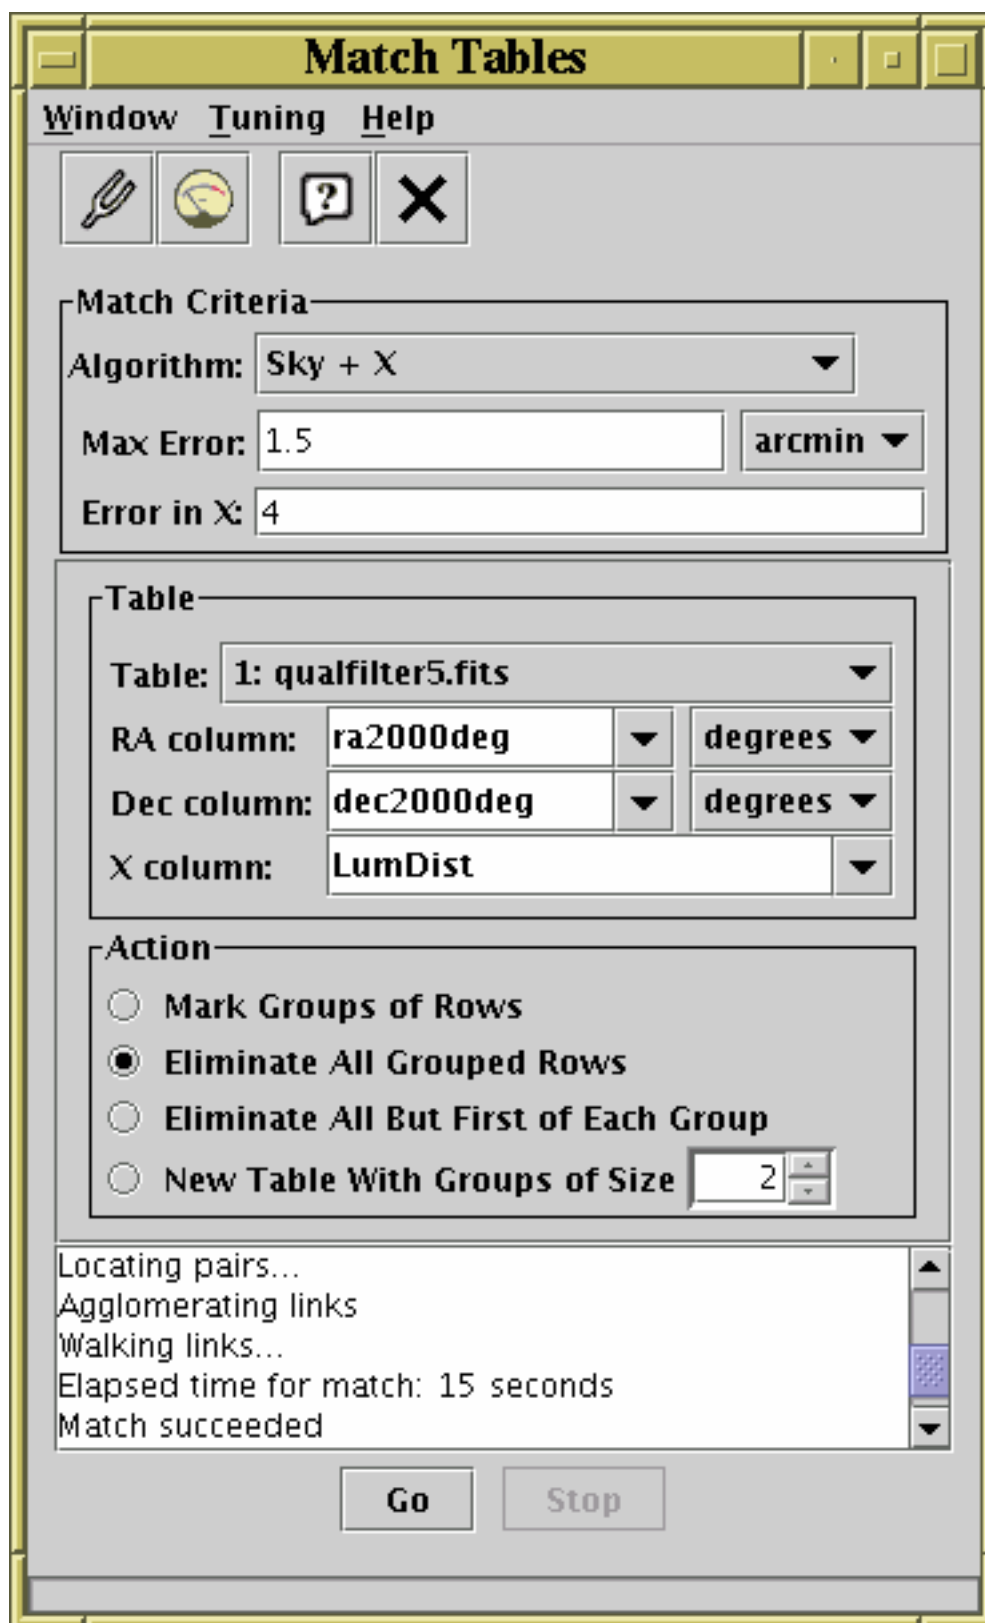 Match Tables
Window Tuning Help
?
Match Criteria
Algorithm: Sky + X
Max Error: 1.5 arcmin
Error in X: 4
Table
Table: 1: qualfilter5.fits
RA column: ra2000deg degrees
Dec column: dec2000deg degrees
X column: LumDist
Action
Mark Groups of Rows
Eliminate All Grouped Rows
Eliminate All But First of Each Group
New Table With Groups of Size 2
Locating pairs...
Agglomerating links
Walking links...
Elapsed time for match: 15 seconds
Match succeeded
Go Stop